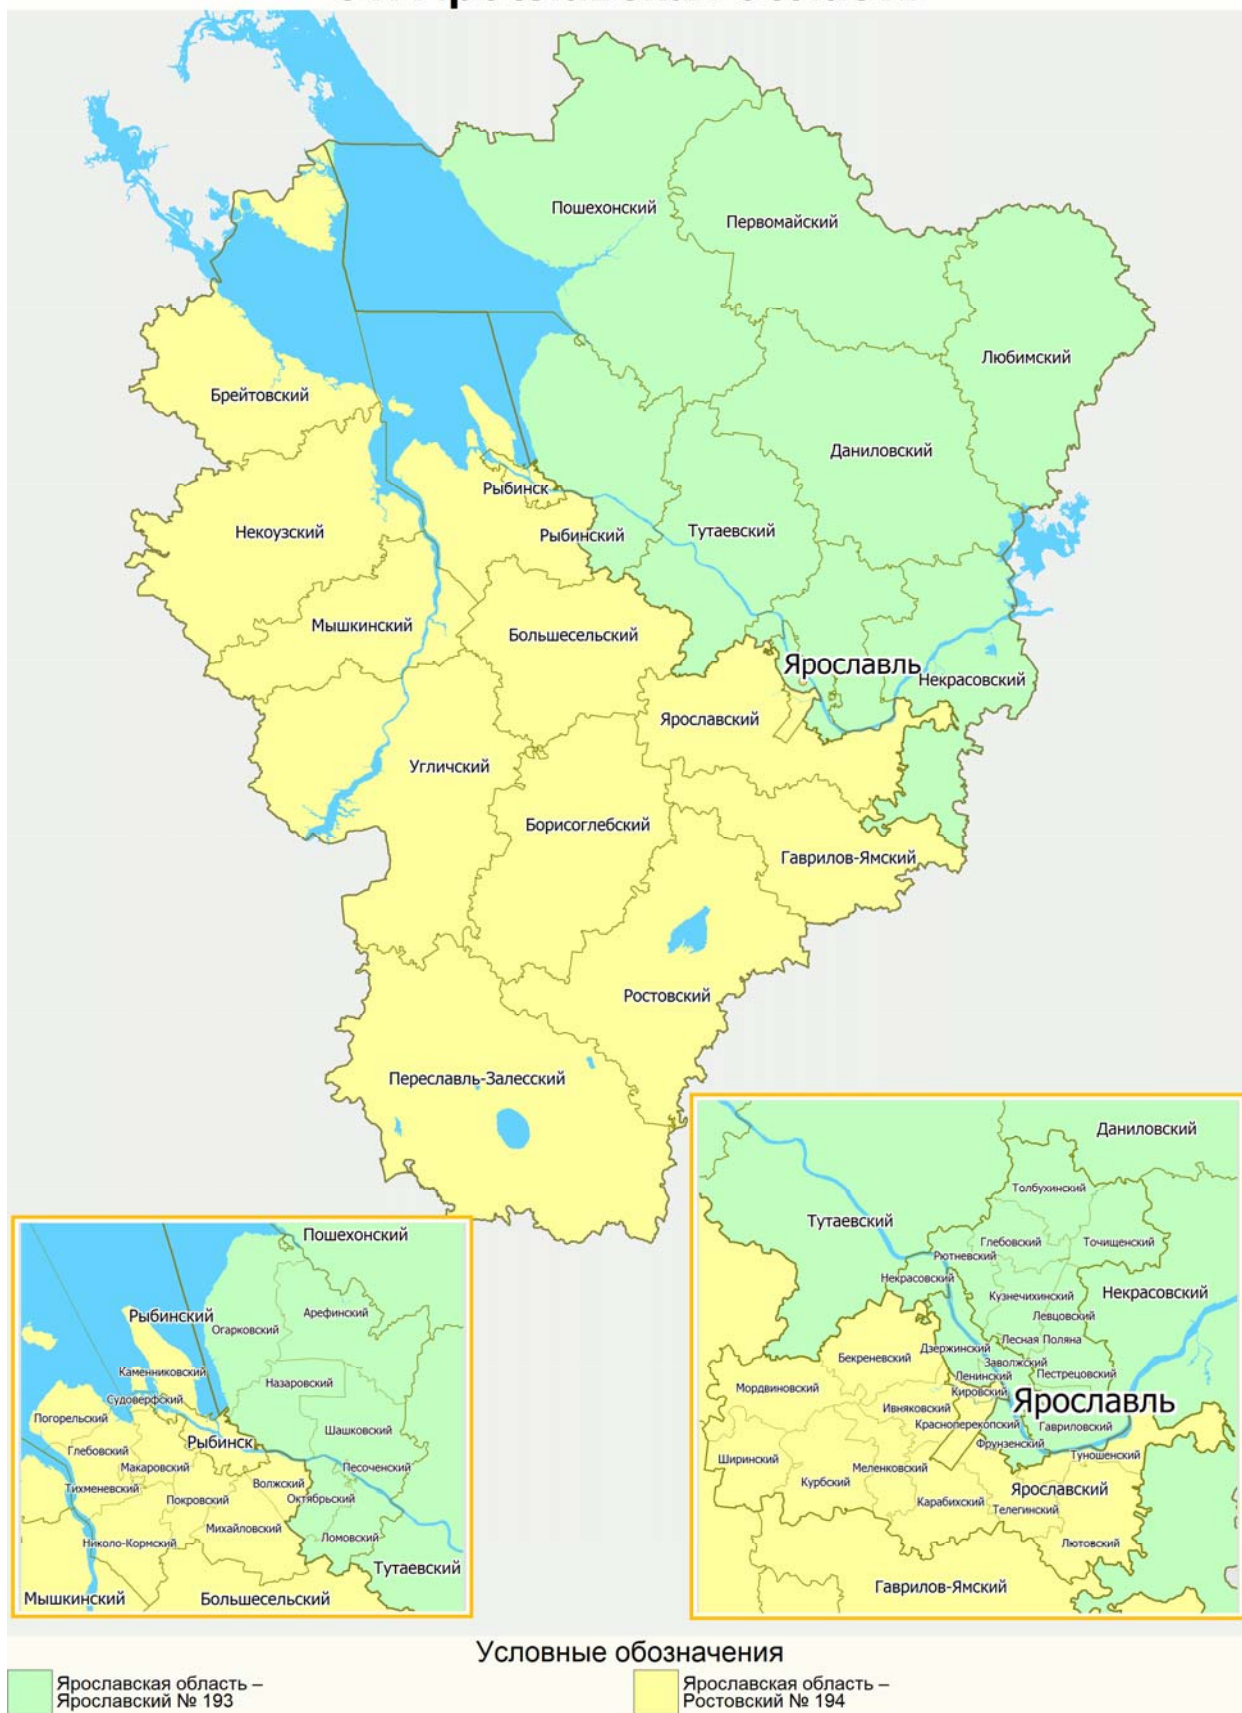 Пошехонский
Первомайский
Любимский
Брейтовский
Даниловский
Рыбинск
Некоузский
Рыбинский
Тутаевский
Мышкинский
Большесельский
Ярославль
Некрасовский
Ярославский
Угличский
Борисоглебский
Гаврилов-Ямский
Ростовский
Переславль-Залесский
Пошехонский
Рыбинский
Арефинский
Огарковский
Каменниковский
Назаровский
Судоверфский
Погорельский
Шашковский
Рыбинск
Глебовский
Макаровский
Песоченский
Волжский
Тихменевский
Покровский
Октябрьский
Михайловский
Ломовский
Николо-Кормский
Тутаевский
Мышкинский
Большесельский
Даниловский
Толбухинский
Тутаевский
Глебовский
Точищенский
Рютневский
Некрасовский
Кузнечихинский
Некрасовский
Левцовский
Лесная Поляна
Дзержинский
Бекреневский
Заволжский
Ленинский
Пестрецовский
Мордвиновский
Кировский
Ярославль
Ивняковский
Красноперекопский
Гавриловский
Фрунзенский
Туношенский
Ширинский
Меленковский
Курбский
Ярославский
Карабихский
Телегинский
Лютовский
Гаврилов-Ямский
Условные обозначения
Ярославская область –
Ярославский № 193
Ярославская область –
Ростовский № 194